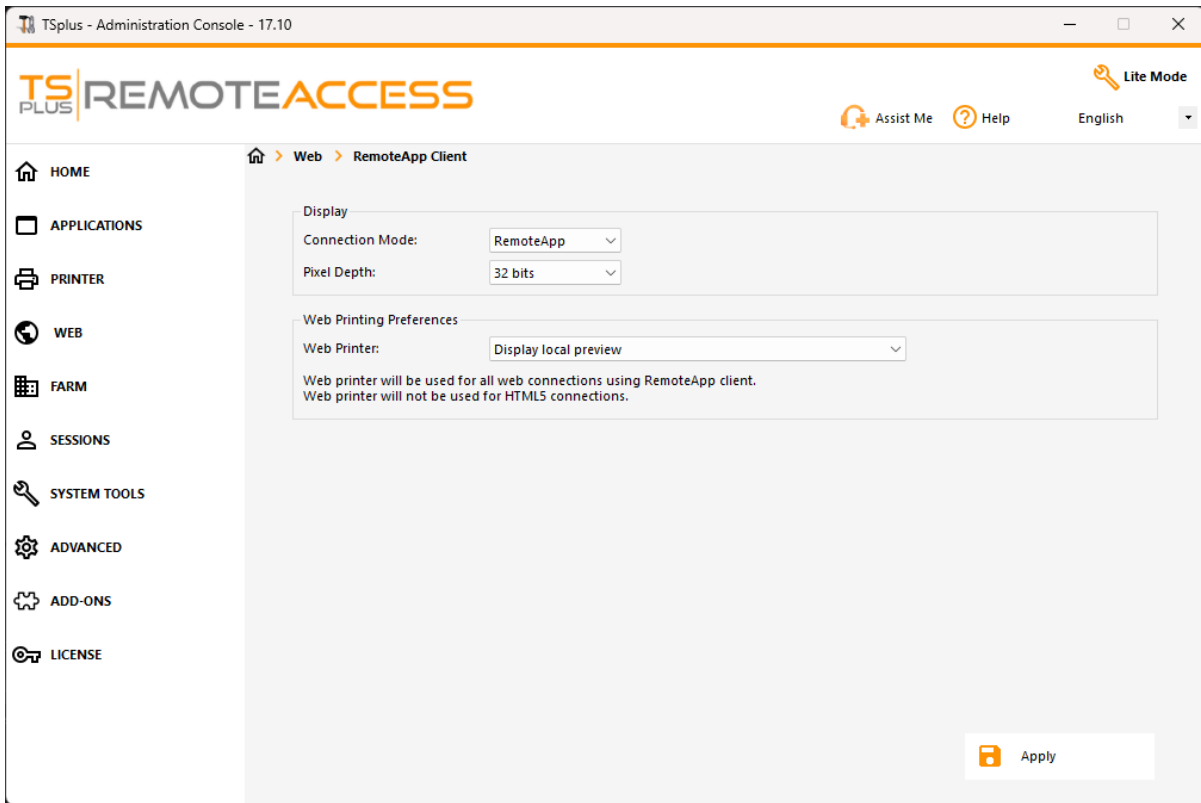 TSplus - Administration Console - 17.10
TS PLUS REMOTEACCESS
Lite Mode
Assist Me
Help
English
HOME
APPLICATIONS
PRINTER
WEB
FARM
SESSIONS
SYSTEM TOOLS
ADVANCED
ADD-ONS
LICENSE
Web > RemoteApp Client
Display
Connection Mode: RemoteApp
Pixel Depth: 32 bits
Web Printing Preferences
Web Printer: Display local preview
Web printer will be used for all web connections using RemoteApp client.
Web printer will not be used for HTML5 connections.
Apply